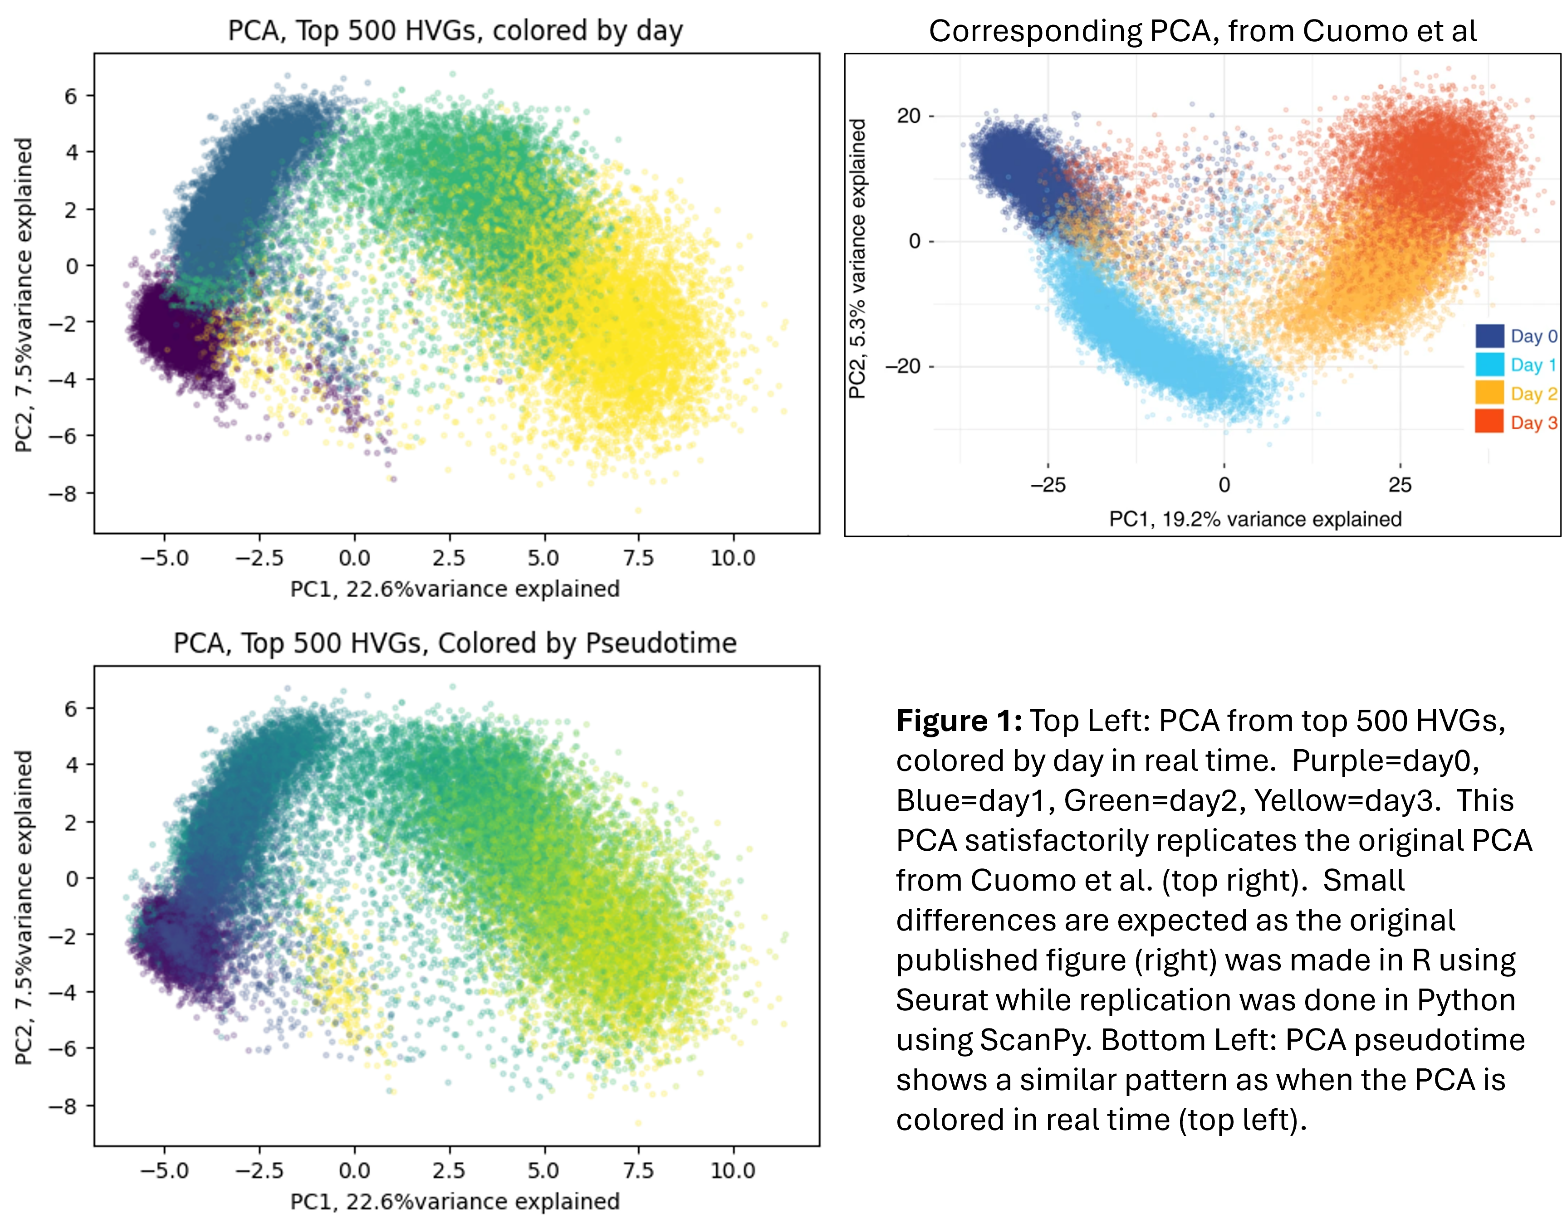 PCA, Top 500 HVGs, colored by day
6
4
2
0
−2
−4
−6
−8
PC2, 7.5%variance explained
−5.0 −2.5 0.0 2.5 5.0 7.5 10.0
PC1, 22.6%variance explained
Corresponding PCA, from Cuomo et al
20
0
−20
PC2, 5.3% variance explained
Day 0
Day 1
Day 2
Day 3
−25 0 25
PC1, 19.2% variance explained
PCA, Top 500 HVGs, Colored by Pseudotime
6
4
2
0
−2
−4
−6
−8
PC2, 7.5%variance explained
−5.0 −2.5 0.0 2.5 5.0 7.5 10.0
PC1, 22.6%variance explained
Figure 1: Top Left: PCA from top 500 HVGs,
colored by day in real time.  Purple=day0,
Blue=day1, Green=day2, Yellow=day3.  This
PCA satisfactorily replicates the original PCA
from Cuomo et al. (top right).  Small
differences are expected as the original
published figure (right) was made in R using
Seurat while replication was done in Python
using ScanPy. Bottom Left: PCA pseudotime
shows a similar pattern as when the PCA is
colored in real time (top left).